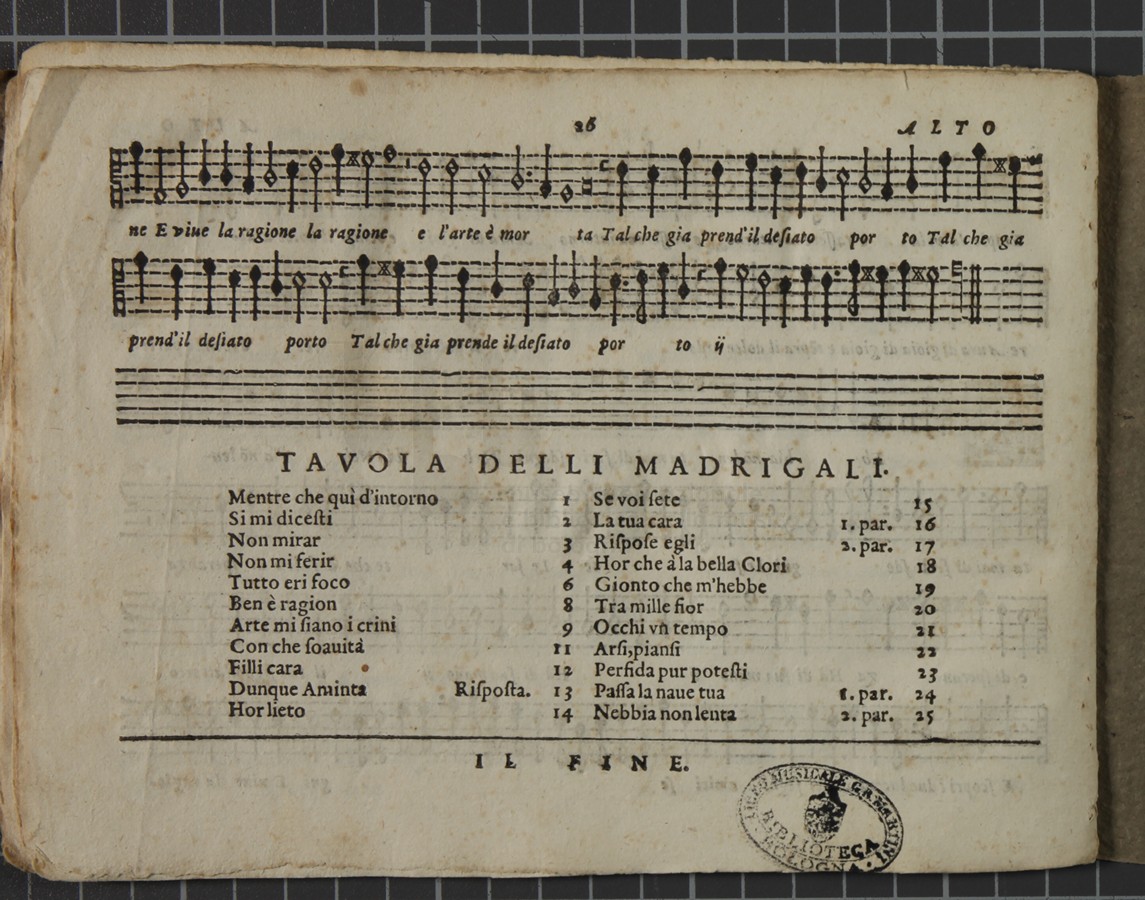 26 ALTO
ne E viue la ragione la ragione e l'arte è mor ta Tal che gia prend'il deſiato por to Tal che gia
prend'il deſiato porto Tal che gia prende il deſiato por to ij
TAVOLA DELLI MADRIGALI.
Mentre che quì d'intorno 1
Si mi diceſti 2
Non mirar 3
Non mi ferir 4
Tutto eri foco 6
Ben è ragion 8
Arte mi ſiano i crini 9
Con che ſoauità 11
Filli cara 12
Dunque Aminta Riſpoſta. 13
Hor lieto 14
Se voi ſete 15
La tua cara 1. par. 16
Riſpoſe egli 2. par. 17
Hor che à la bella Clori 18
Gionto che m'hebbe 19
Tra mille fior 20
Occhi vn tempo 21
Arſi,pianſi 22
Perfida pur poteſti 23
Paſſa la naue tua 1. par. 24
Nebbia non lenta 2. par. 25
IL FINE.
LICEO MUSICALE G. B. MARTINI
BIBLIOTECA
BOLOGNA